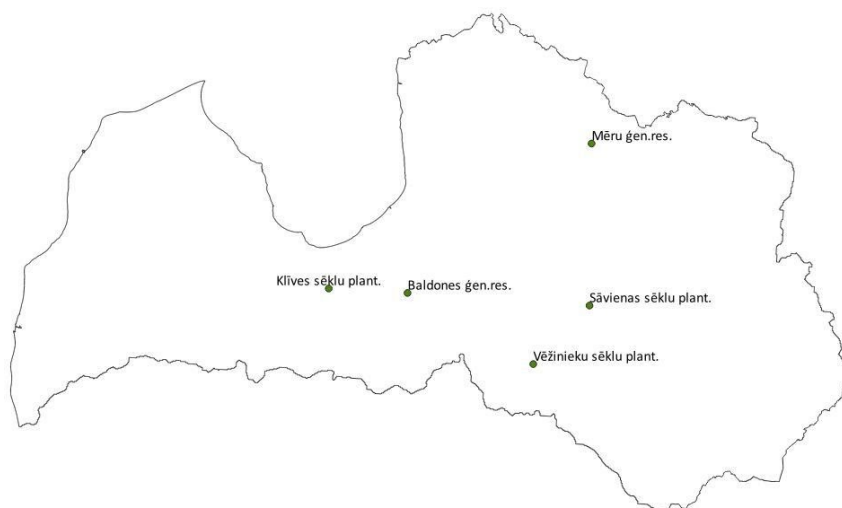 Mēru ģen.res.
Klīves sēklu plant.
Baldones ģen.res.
Sāvienas sēklu plant.
Vēžinieku sēklu plant.